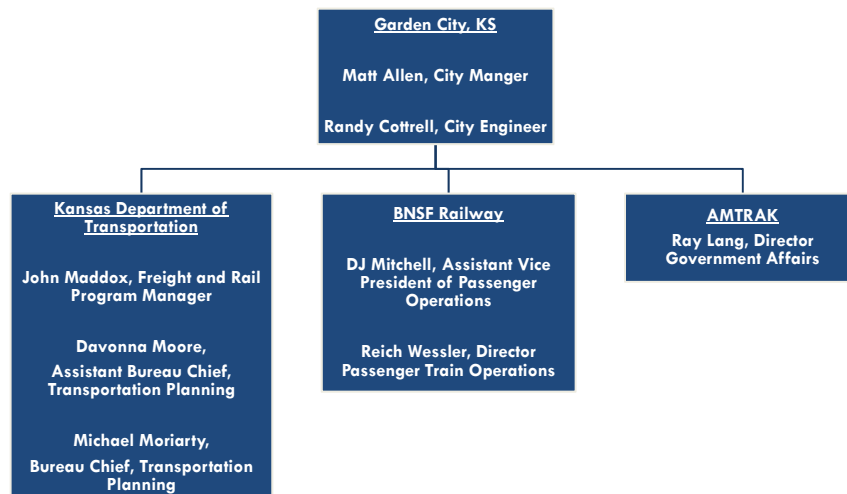 Garden City, KS
Matt Allen, City Manger
Randy Cottrell, City Engineer
Kansas Department of
Transportation
John Maddox, Freight and Rail
Program Manager
Davonna Moore,
Assistant Bureau Chief,
Transportation Planning
Michael Moriarty,
Bureau Chief, Transportation
Planning
BNSF Railway
DJ Mitchell, Assistant Vice
President of Passenger
Operations
Reich Wessler, Director
Passenger Train Operations
AMTRAK
Ray Lang, Director
Government Affairs